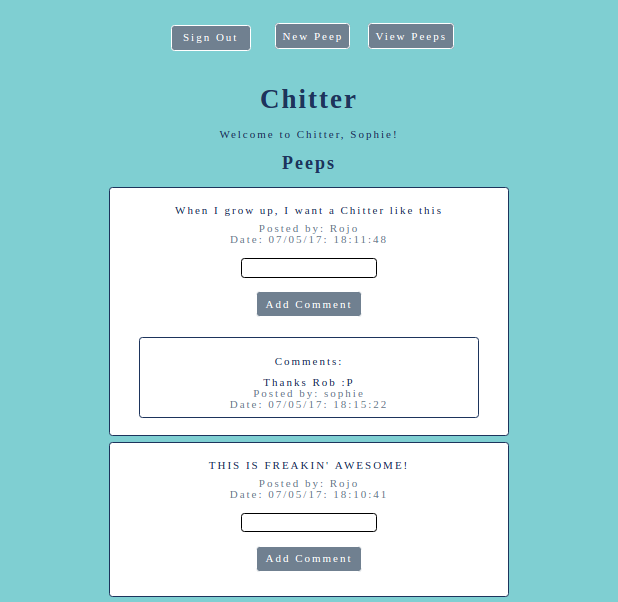 Sign Out
New Peep
View Peeps
Chitter
Welcome to Chitter, Sophie!
Peeps
When I grow up, I want a Chitter like this
Posted by: Rojo
Date: 07/05/17: 18:11:48
Add Comment
Comments:
Thanks Rob :P
Posted by: sophie
Date: 07/05/17: 18:15:22
THIS IS FREAKIN' AWESOME!
Posted by: Rojo
Date: 07/05/17: 18:10:41
Add Comment